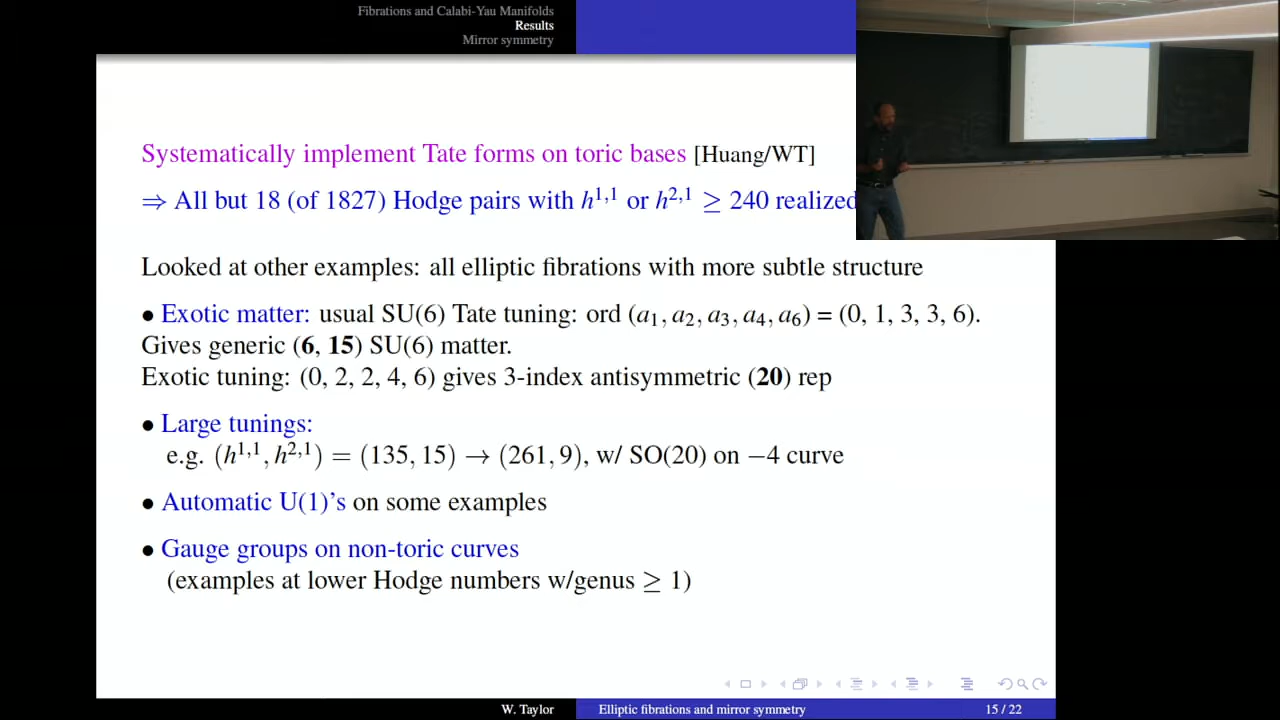 Fibrations and Calabi-Yau Manifolds
Results
Mirror symmetry
Systematically implement Tate forms on toric bases [Huang/WT]
⇒ All but 18 (of 1827) Hodge pairs with h^{1,1} or h^{2,1} ≥ 240 realized
Looked at other examples: all elliptic fibrations with more subtle structure
• Exotic matter: usual SU(6) Tate tuning: ord (a₁, a₂, a₃, a₄, a₆) = (0, 1, 3, 3, 6).
Gives generic (6, 15) SU(6) matter.
Exotic tuning: (0, 2, 2, 4, 6) gives 3-index antisymmetric (20) rep
• Large tunings:
e.g. (h^{1,1}, h^{2,1}) = (135, 15) → (261, 9), w/ SO(20) on −4 curve
• Automatic U(1)'s on some examples
• Gauge groups on non-toric curves
(examples at lower Hodge numbers w/genus ≥ 1)
W. Taylor Elliptic fibrations and mirror symmetry 15 / 22